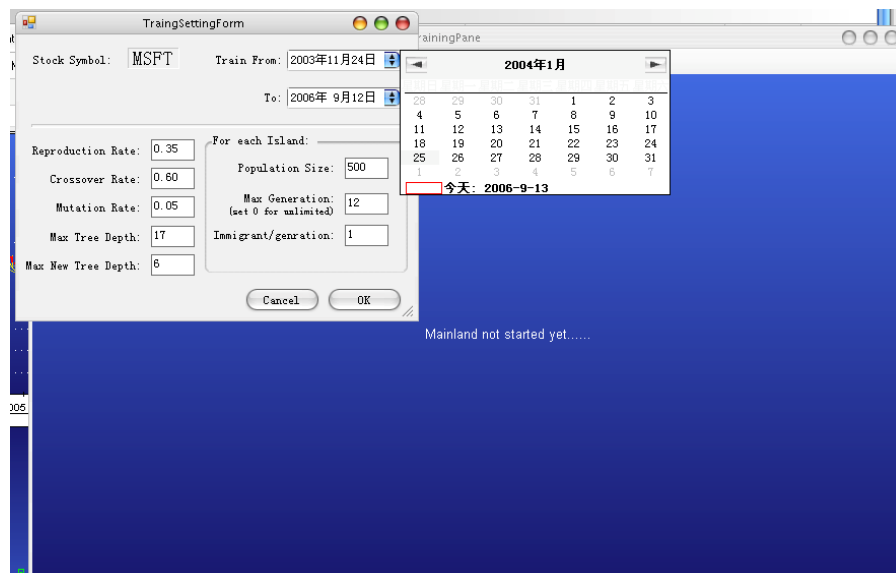 TraingSettingForm
Stock Symbol: MSFT
Train From: 2003年11月24日
To: 2006年 9月12日
Reproduction Rate: 0.35
Crossover Rate: 0.60
Mutation Rate: 0.05
Max Tree Depth: 17
Max New Tree Depth: 6
For each Island:
Population Size: 500
Max Generation: 12
(set 0 for unlimited)
Immigrant/genration: 1
Cancel OK
rainingPane
2004年1月
28 29 30 31 1 2 3
4 5 6 7 8 9 10
11 12 13 14 15 16 17
18 19 20 21 22 23 24
25 26 27 28 29 30 31
1 2 3 4 5 6 7
今天: 2006-9-13
Mainland not started yet......
005